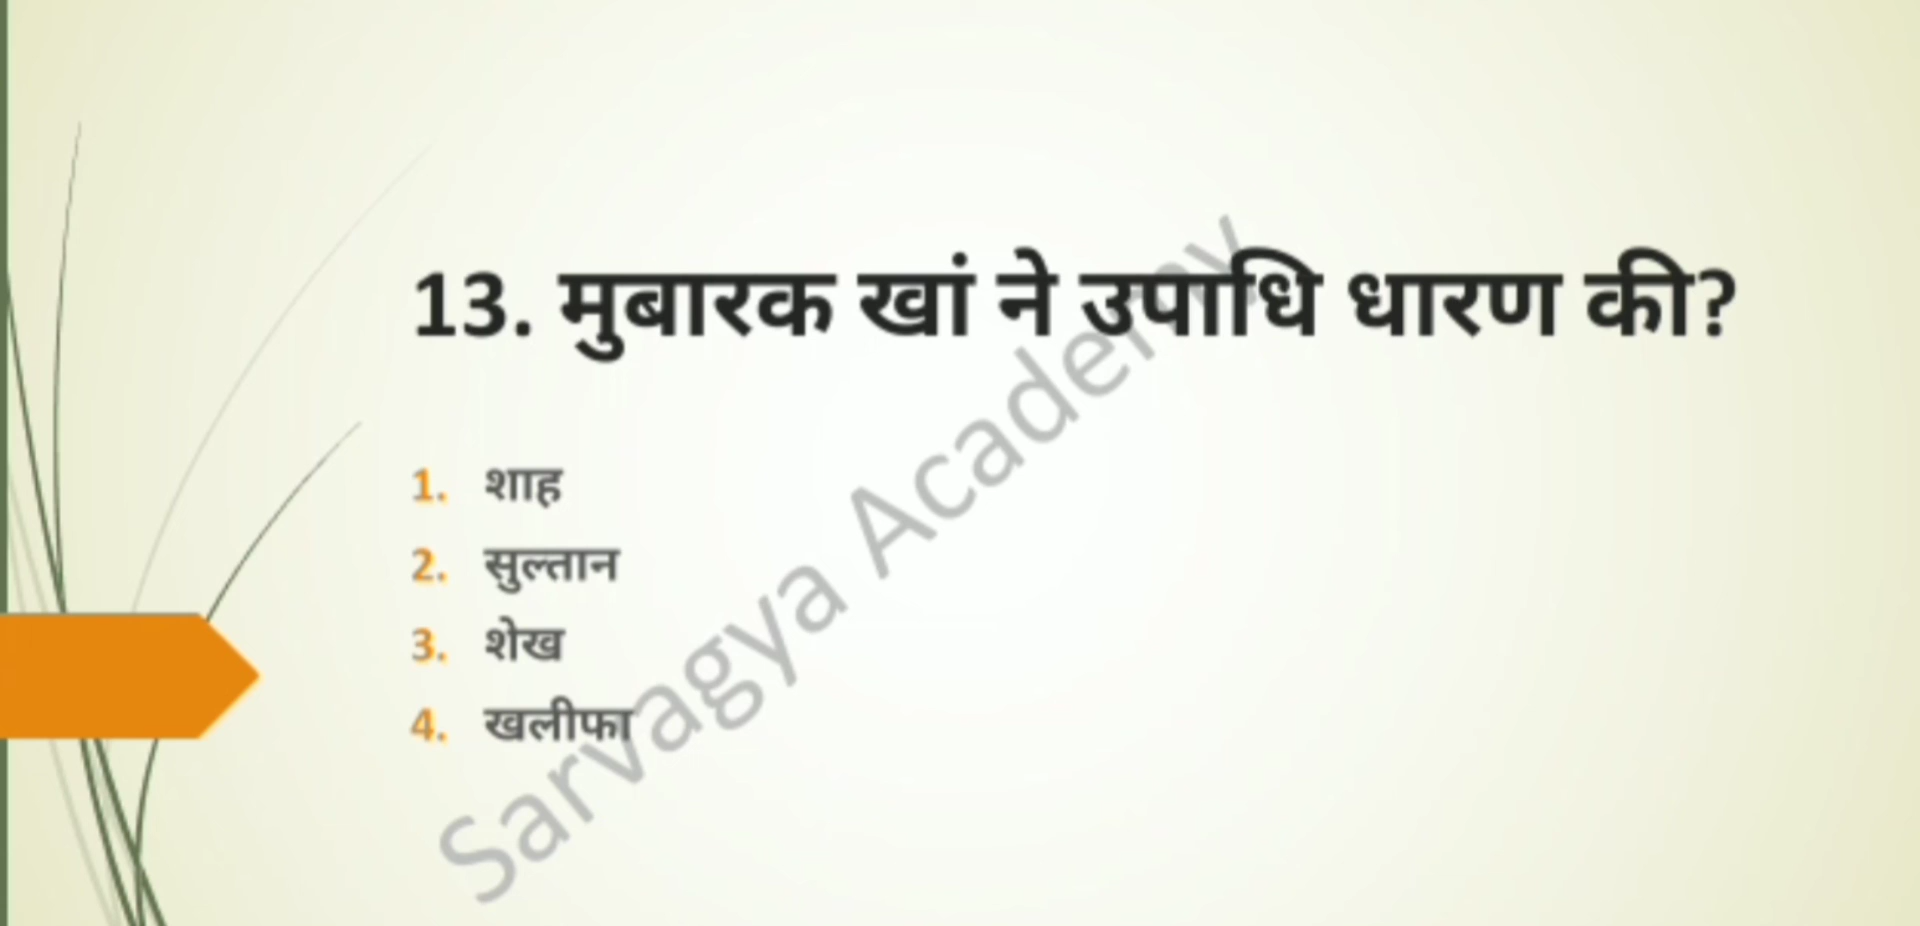 13. मुबारक खां ने उपाधि धारण की?
1. शाह
2. सुल्तान
3. शेख
4. खलीफा
Sarvagya Academy